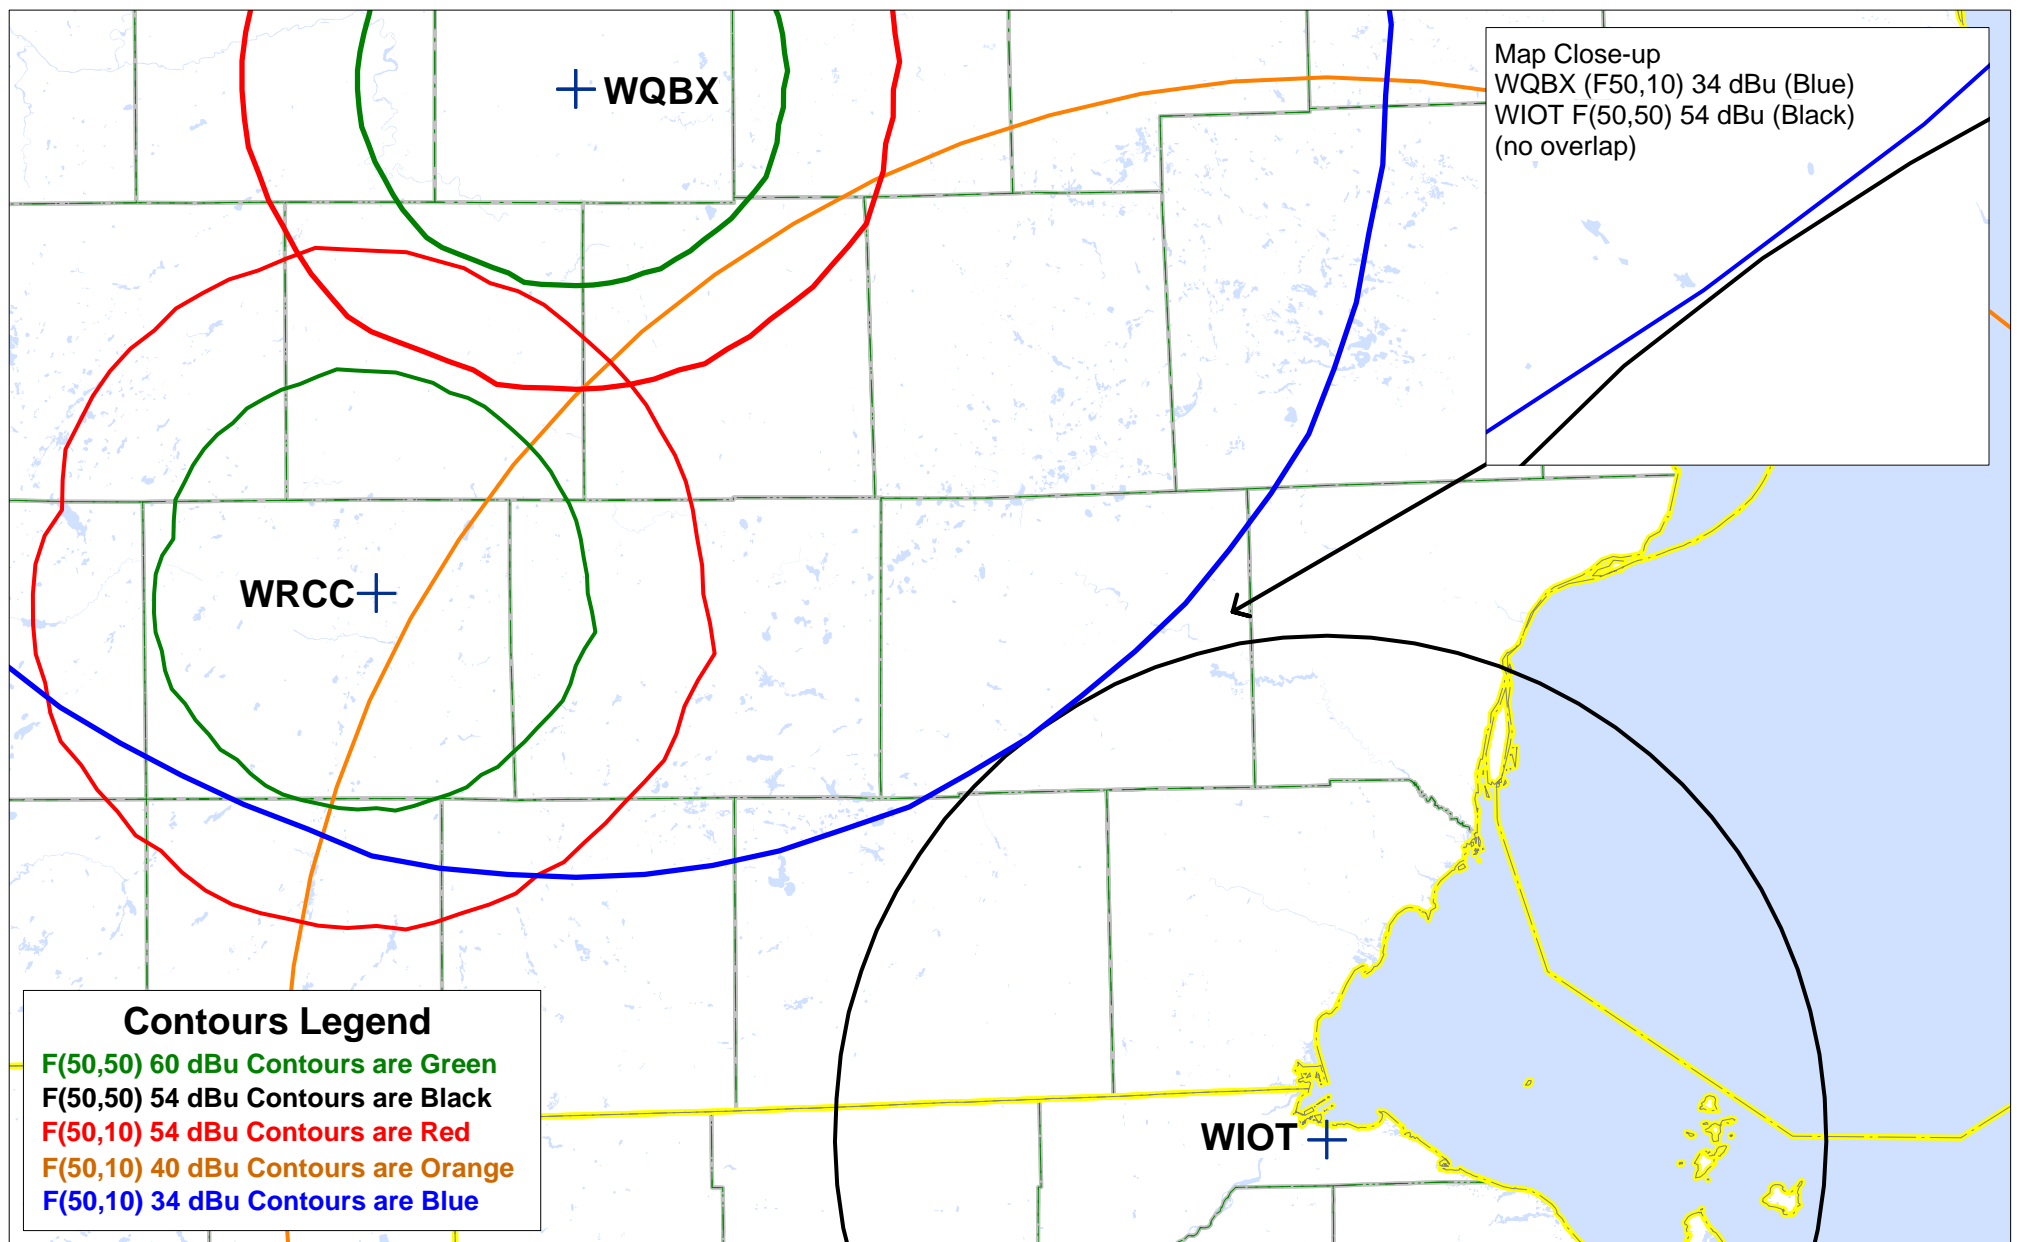 WQBX
Map Close-up
WQBX (F50,10) 34 dBu (Blue)
WIOT F(50,50) 54 dBu (Black)
(no overlap)
WRCC
WIOT
Contours Legend
F(50,50) 60 dBu Contours are Green
F(50,50) 54 dBu Contours are Black
F(50,10) 54 dBu Contours are Red
F(50,10) 40 dBu Contours are Orange
F(50,10) 34 dBu Contours are Blue